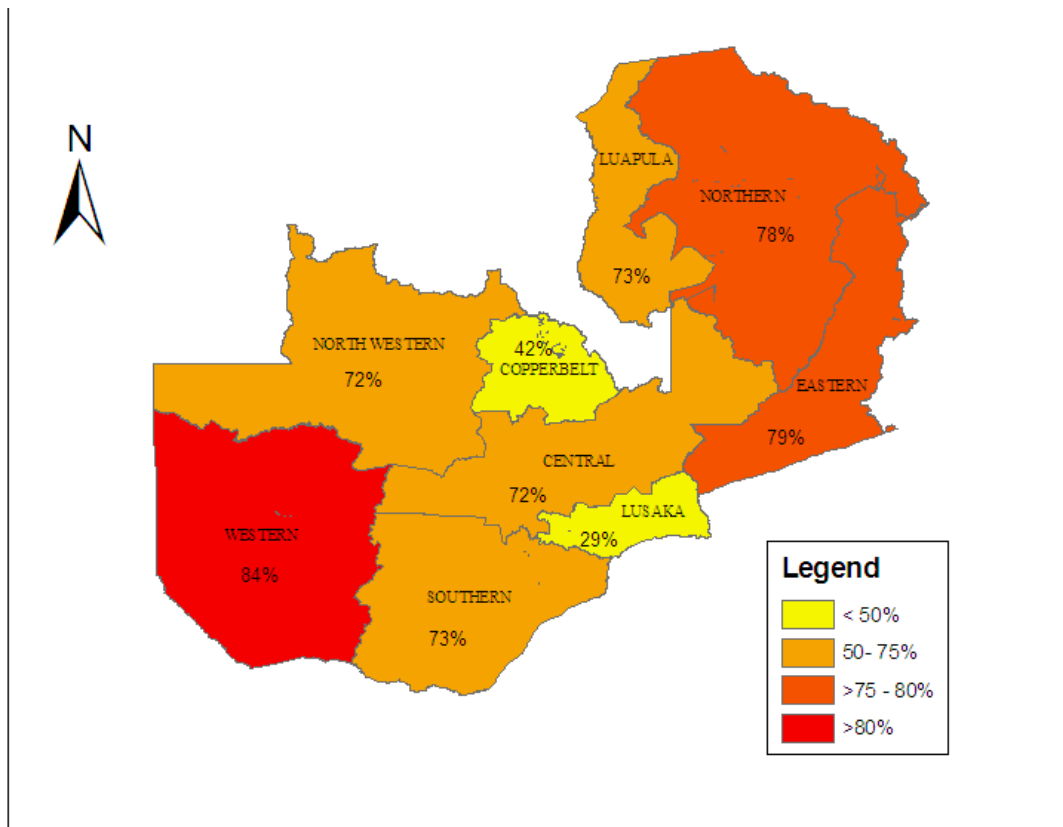 N
LUAPULA
73%
NORTHERN
78%
NORTH WESTERN
72%
42%
COPPERBELT
EASTERN
79%
CENTRAL
72%
LUSAKA
29%
WESTERN
84%
SOUTHERN
73%
Legend
< 50%
50- 75%
>75 - 80%
>80%